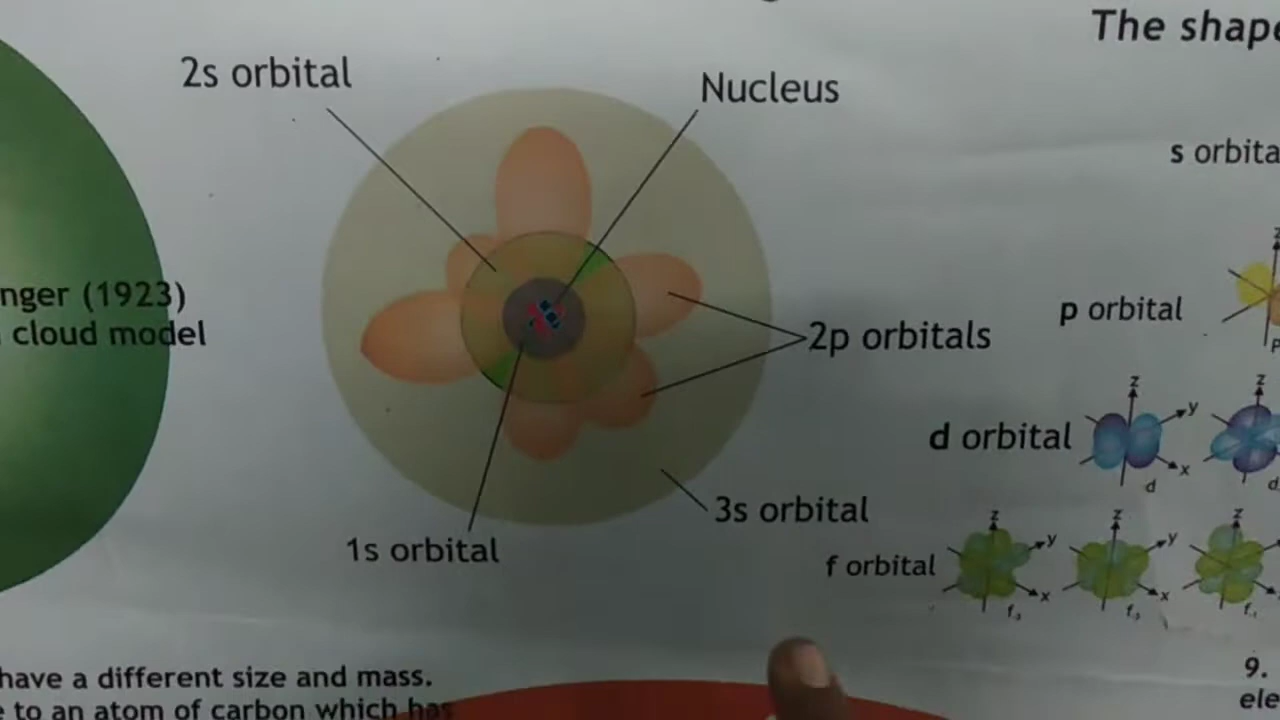 The shape
2s orbital
Nucleus
s orbita
nger (1923)
cloud model
p orbital
2p orbitals
z
z
y
x
d
z
d
d orbital
3s orbital
1s orbital
f orbital
z
y
x
z
y
x
z
have a different size and mass.
to an atom of carbon which has
9.
ele